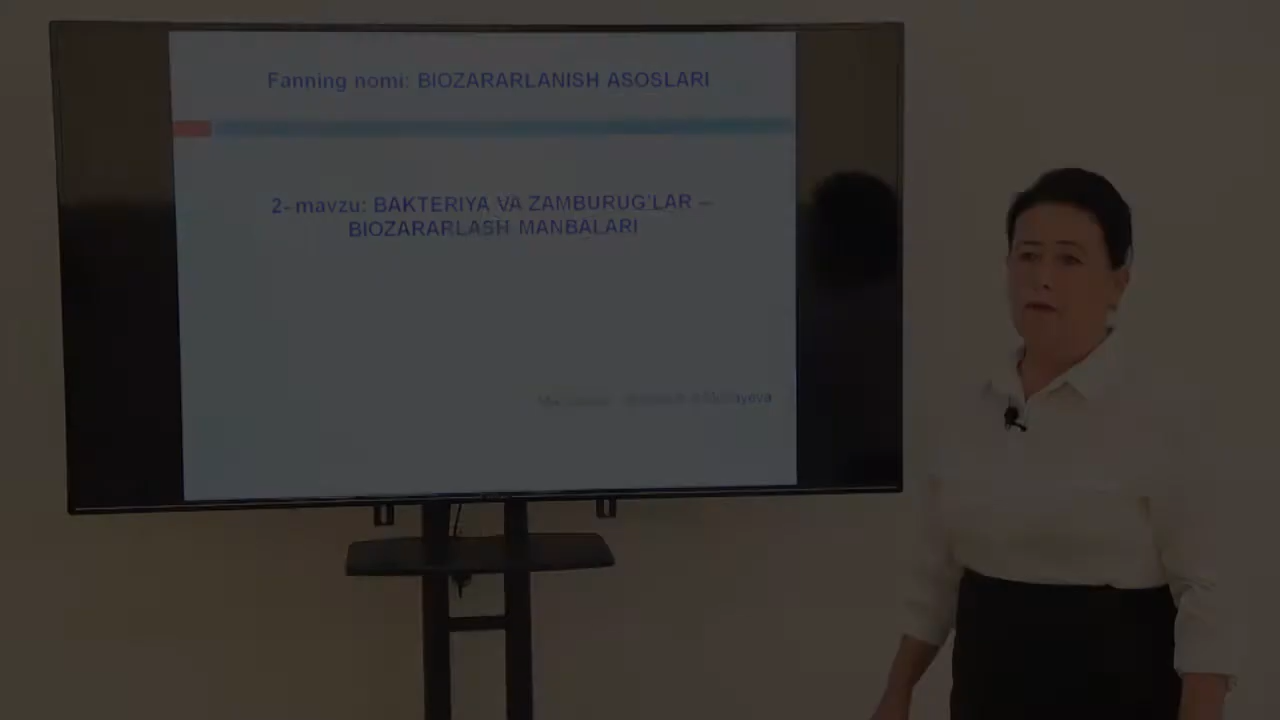 Fanning nomi: BIOZARARLANISH ASOSLARI
2- mavzu: BAKTERIYA VA ZAMBURUG'LAR –
BIOZARARLASH MANBALARI